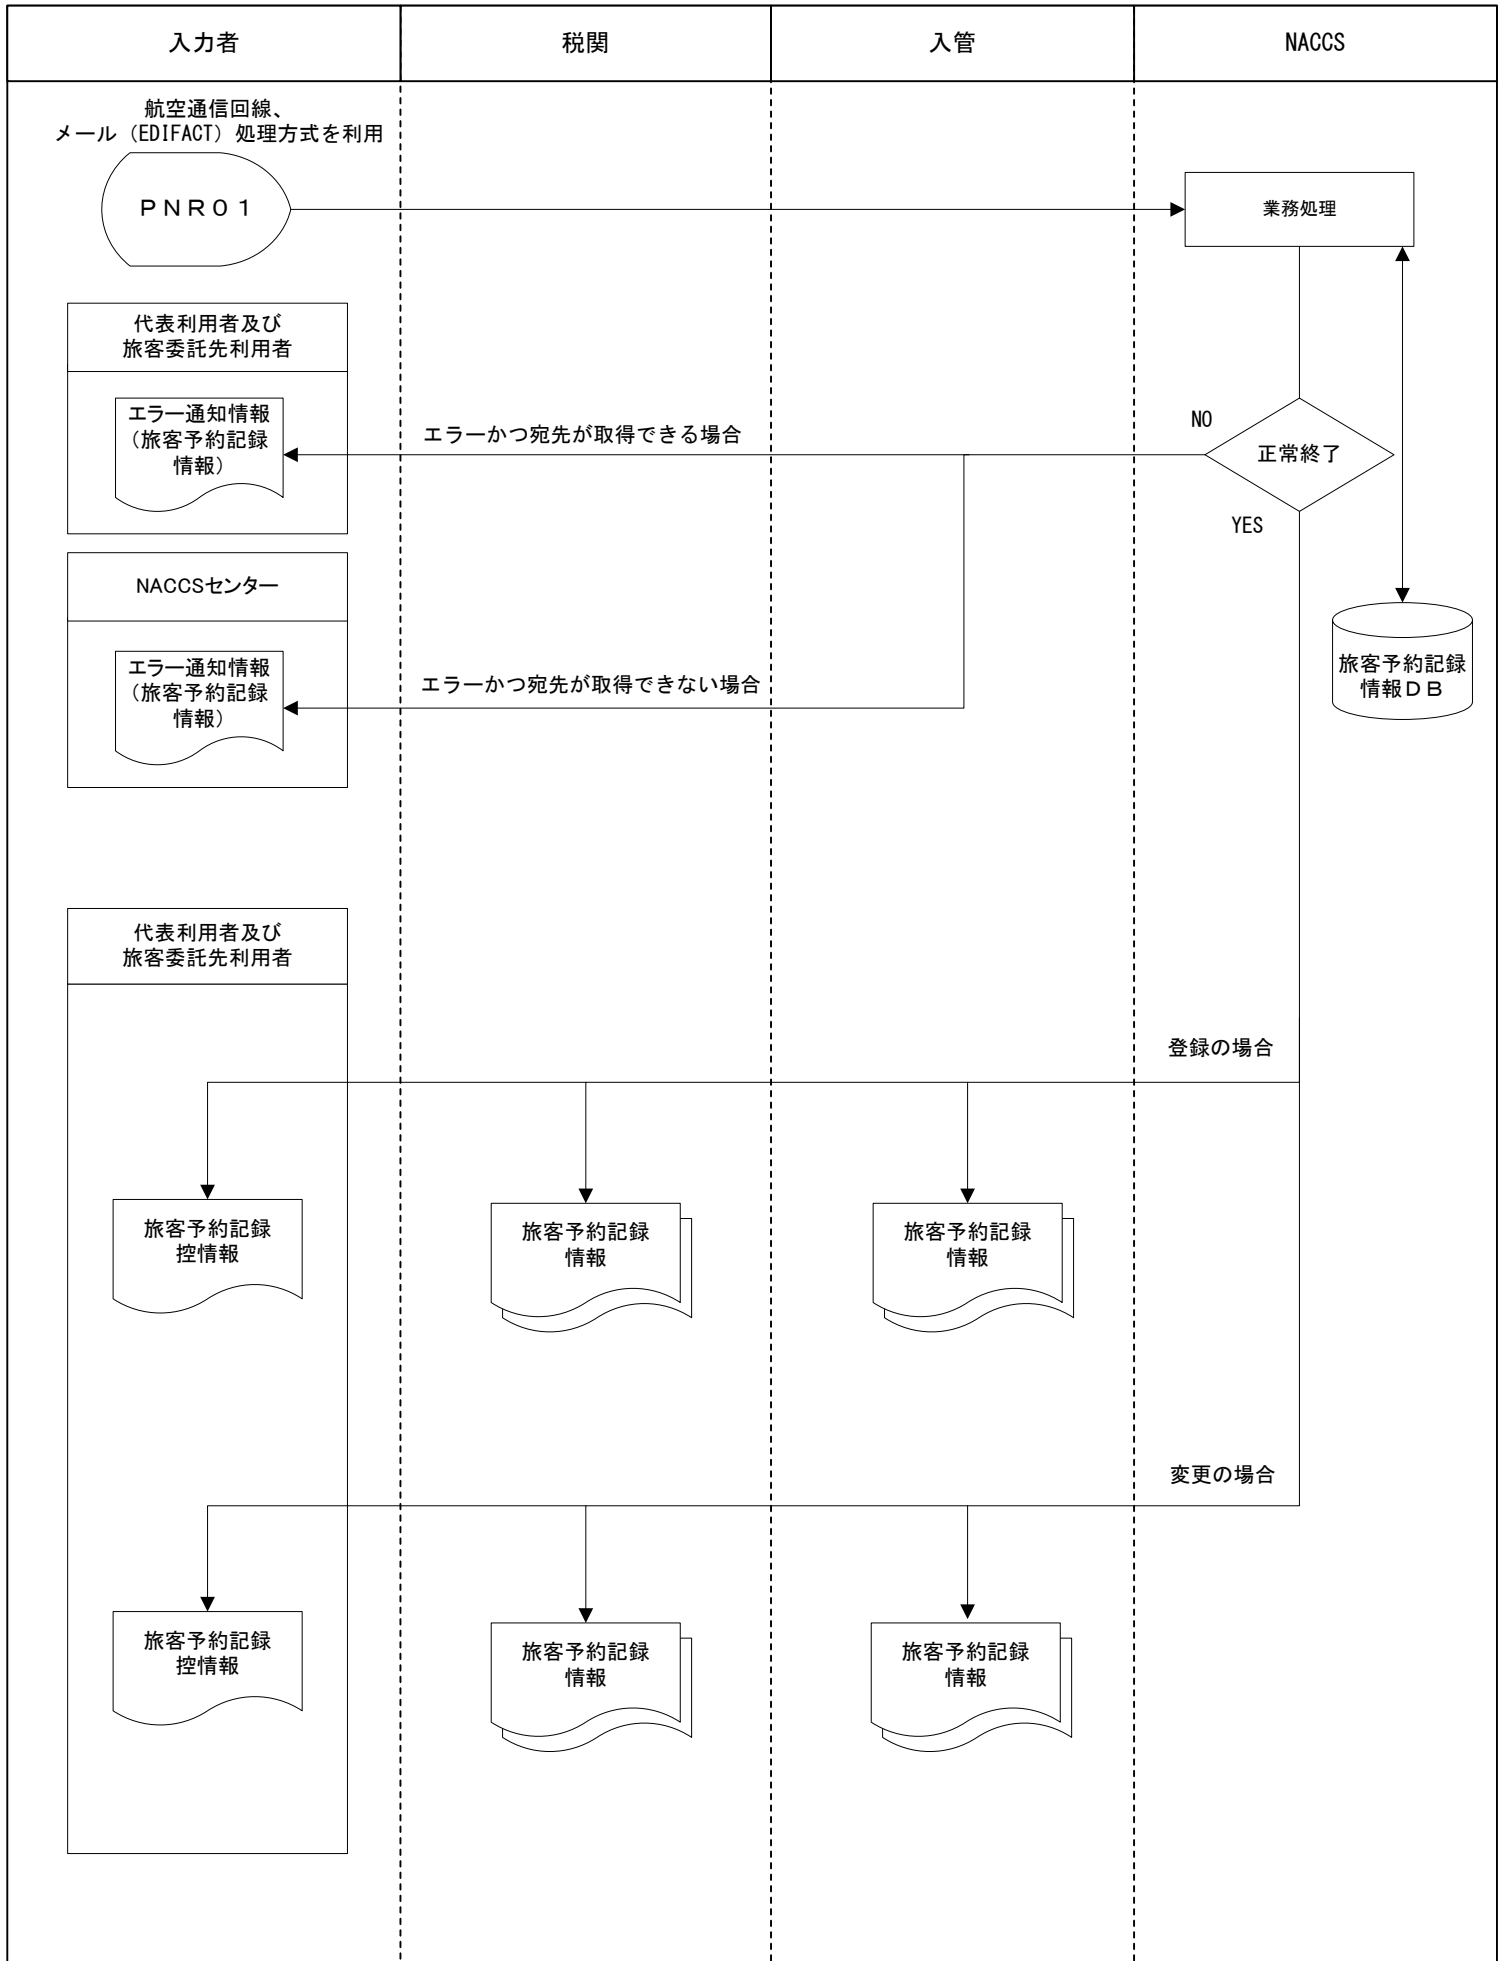 入力者
税関
入管
NACCS
航空通信回線、
メール（EDIFACT）処理方式を利用
ＰＮＲ０１
業務処理
代表利用者及び
旅客委託先利用者
エラー通知情報
（旅客予約記録
情報）
エラーかつ宛先が取得できる場合
NO
正常終了
YES
NACCSセンター
エラー通知情報
（旅客予約記録
情報）
エラーかつ宛先が取得できない場合
旅客予約記録
情報ＤＢ
代表利用者及び
旅客委託先利用者
登録の場合
旅客予約記録
控情報
旅客予約記録
情報
旅客予約記録
情報
変更の場合
旅客予約記録
控情報
旅客予約記録
情報
旅客予約記録
情報